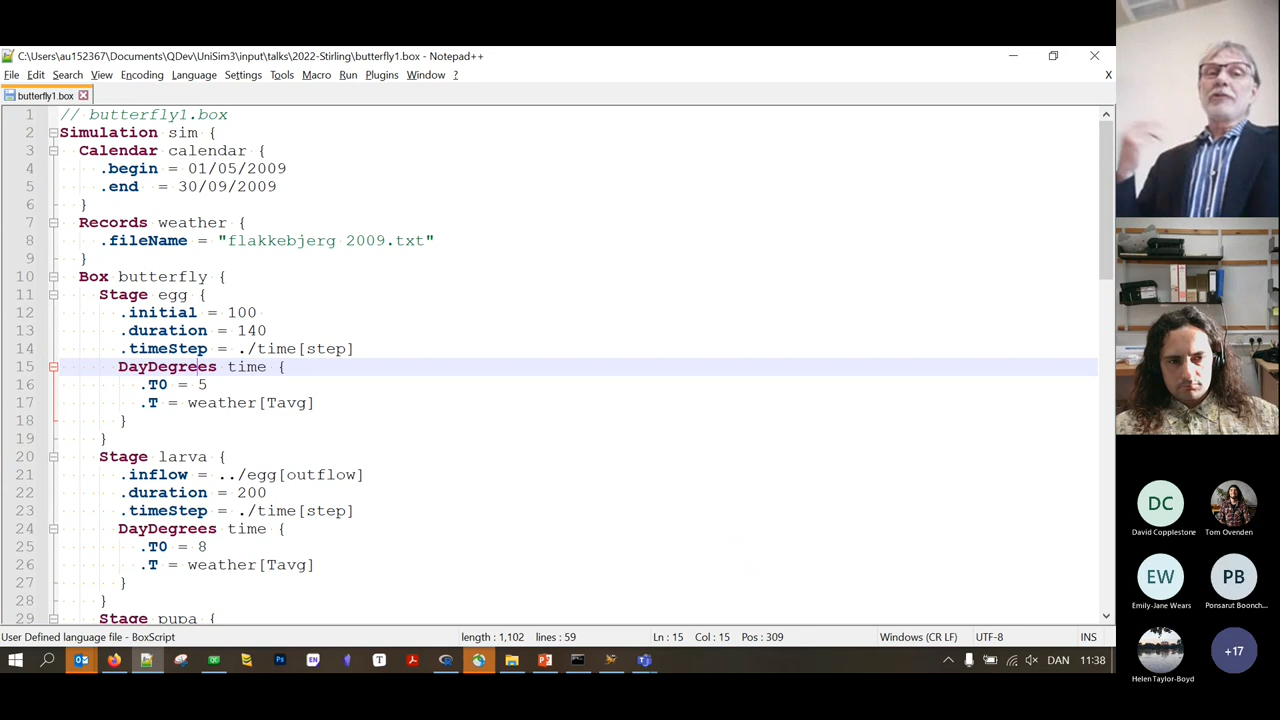 C:\Users\au152367\Documents\QDev\UniSim3\input\talks\2022-Stirling\butterfly1.box - Notepad++
File Edit Search View Encoding Language Settings Tools Macro Run Plugins Window ? X
butterfly1.box
1 // butterfly1.box
2 Simulation sim {
3 Calendar calendar {
4 .begin = 01/05/2009
5 .end = 30/09/2009
6 }
7 Records weather {
8 .fileName = "flakkebjerg 2009.txt"
9 }
10 Box butterfly {
11 Stage egg {
12 .initial = 100
13 .duration = 140
14 .timeStep = ./time[step]
15 DayDegrees time {
16 .T0 = 5
17 .T = weather[Tavg]
18 }
19 }
20 Stage larva {
21 .inflow = ../egg[outflow]
22 .duration = 200
23 .timeStep = ./time[step]
24 DayDegrees time {
25 .T0 = 8
26 .T = weather[Tavg]
27 }
28 }
29 Stage pupa {
User Defined language file - BoxScript length : 1,102 lines : 59 Ln : 15 Col : 15 Pos : 309 Windows (CR LF) UTF-8 INS
DAN 11:38
DC
David Copplestone
Tom Ovenden
EW
Emily-Jane Wears
PB
Ponsarut Boonch...
Helen Taylor-Boyd
+17